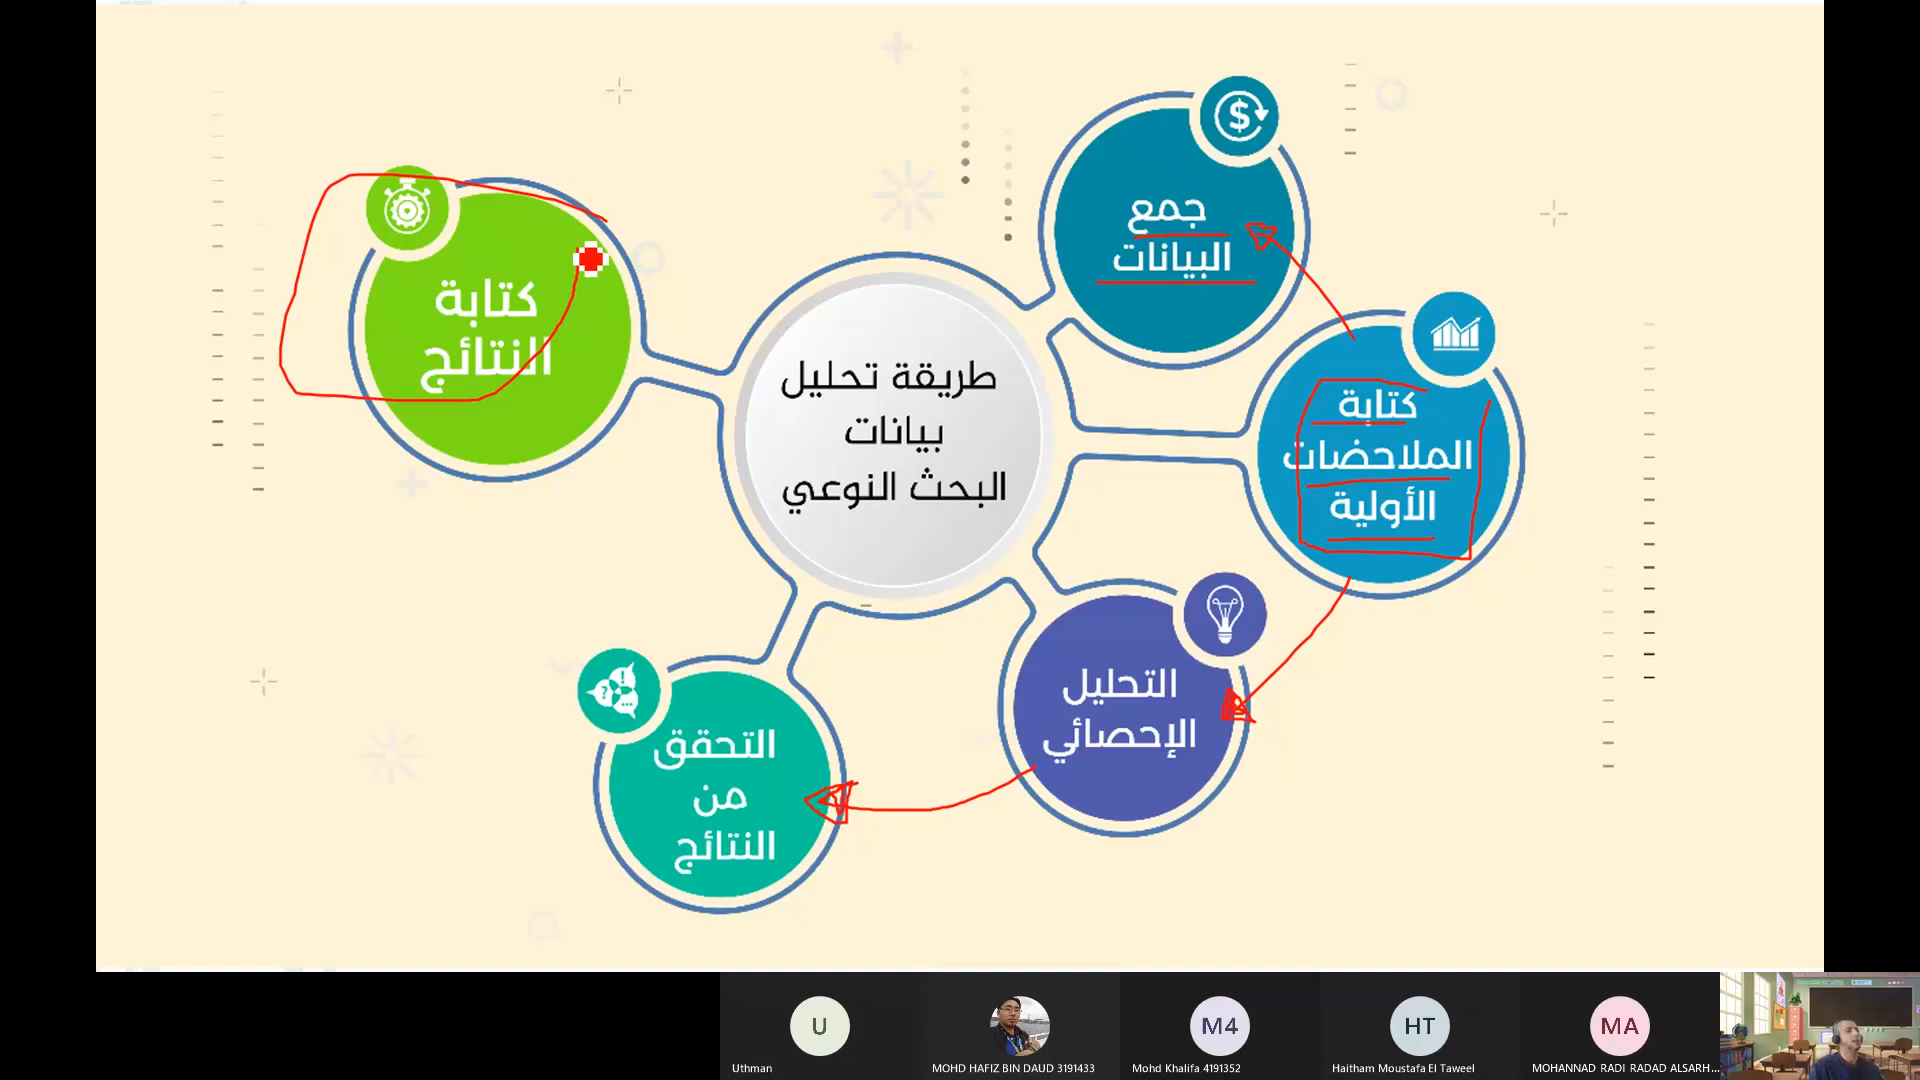 جمع
البيانات
كتابة
الملاحضات
الأولية
طريقة تحليل
بيانات
البحث النوعي
كتابة
النتائج
التحليل
الإحصائي
التحقق
من
النتائج
$
U
M4
HT
MA
Uthman
MOHD HAFIZ BIN DAUD 3191433
Mohd Khalifa 4191352
Haitham Moustafa El Taweel
MOHANNAD RADI RADAD ALSARH...